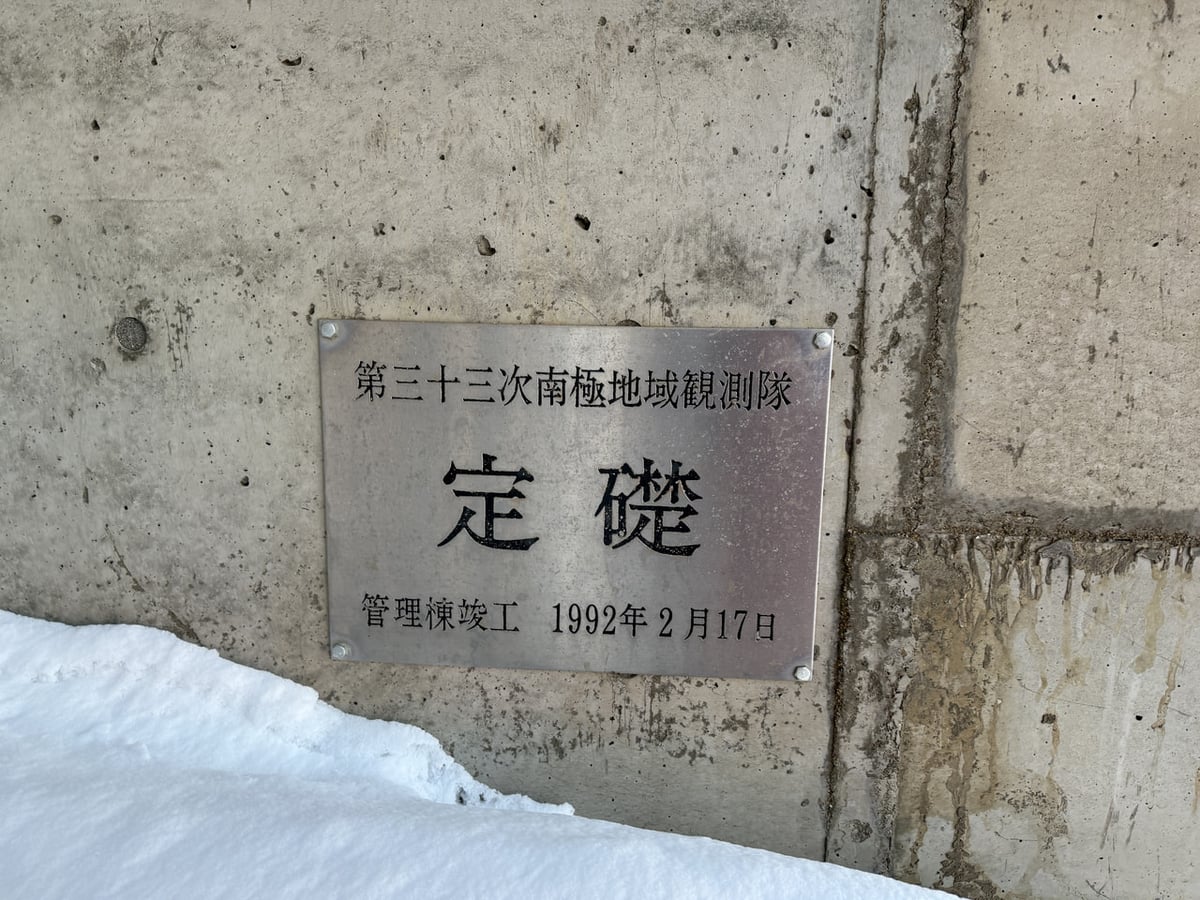 第三十三次南極地域観測隊
定礎
管理棟竣工 1992年2月17日